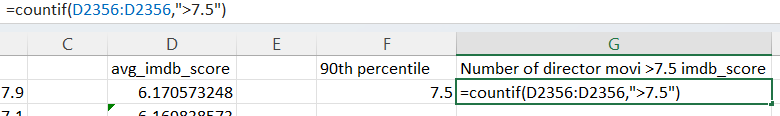 =countif(D2356:D2356,">7.5")
C D E F G
avg_imdb_score 90th percentile Number of director movi >7.5 imdb_score
7.9 6.170573248 7.5 =countif(D2356:D2356,">7.5")